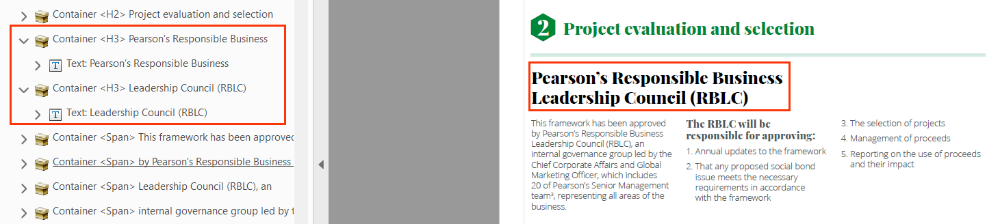 Container <H2> Project evaluation and selection
Container <H3> Pearson’s Responsible Business
T Text: Pearson’s Responsible Business
Container <H3> Leadership Council (RBLC)
T Text: Leadership Council (RBLC)
Container <Span> This framework has been approved
Container <Span> by Pearson’s Responsible Business
Container <Span> Leadership Council (RBLC), an
Container <Span> internal governance group led by t
2 Project evaluation and selection
Pearson’s Responsible Business
Leadership Council (RBLC)
This framework has been approved
by Pearson’s Responsible Business
Leadership Council (RBLC), an
internal governance group led by the
Chief Corporate Affairs and Global
Marketing Officer, which includes
20 of Pearson’s Senior Management
team³, representing all areas of the
business.
The RBLC will be
responsible for approving:
1. Annual updates to the framework
2. That any proposed social bond
issue meets the necessary
requirements in accordance
with the framework
3. The selection of projects
4. Management of proceeds
5. Reporting on the use of proceeds
and their impact